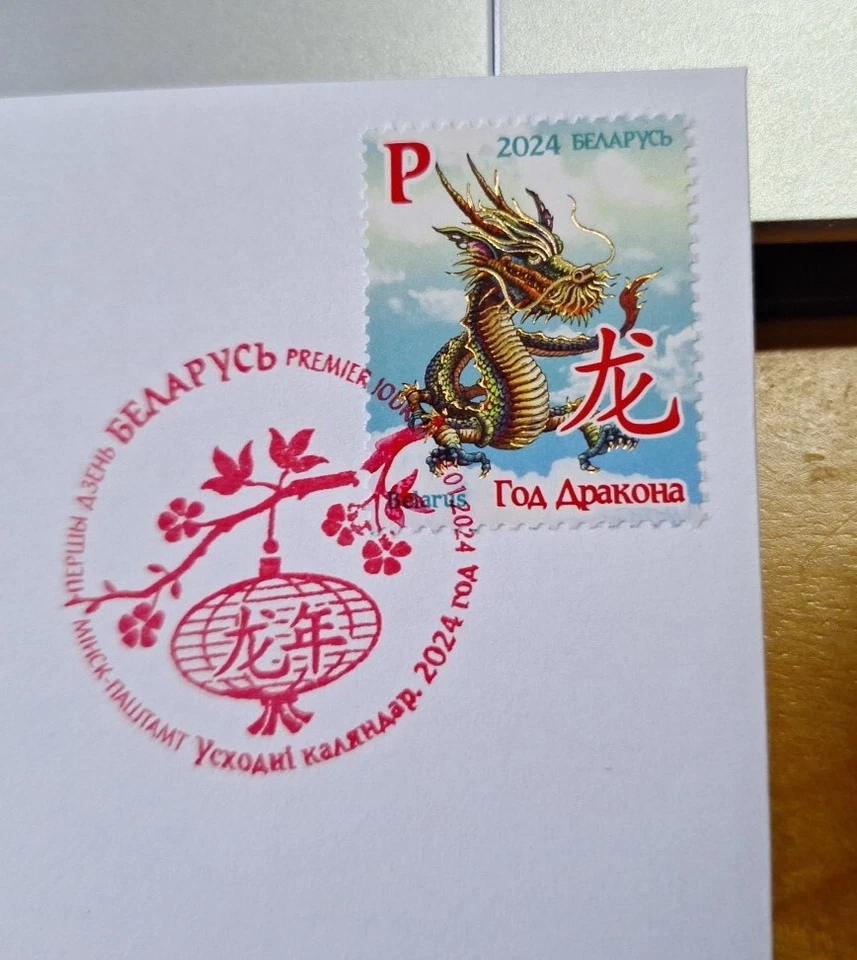 P
2024 БЕЛАРУСЬ
龙
Belarus
Год Дракона
БЕЛАРУСЬ PREMIER JOUR
01 2024
ПЕРШЫ ДЗЕНЬ
龙年
МІНСК-ПАШТАМТ Усходні каляндар. 2024 год